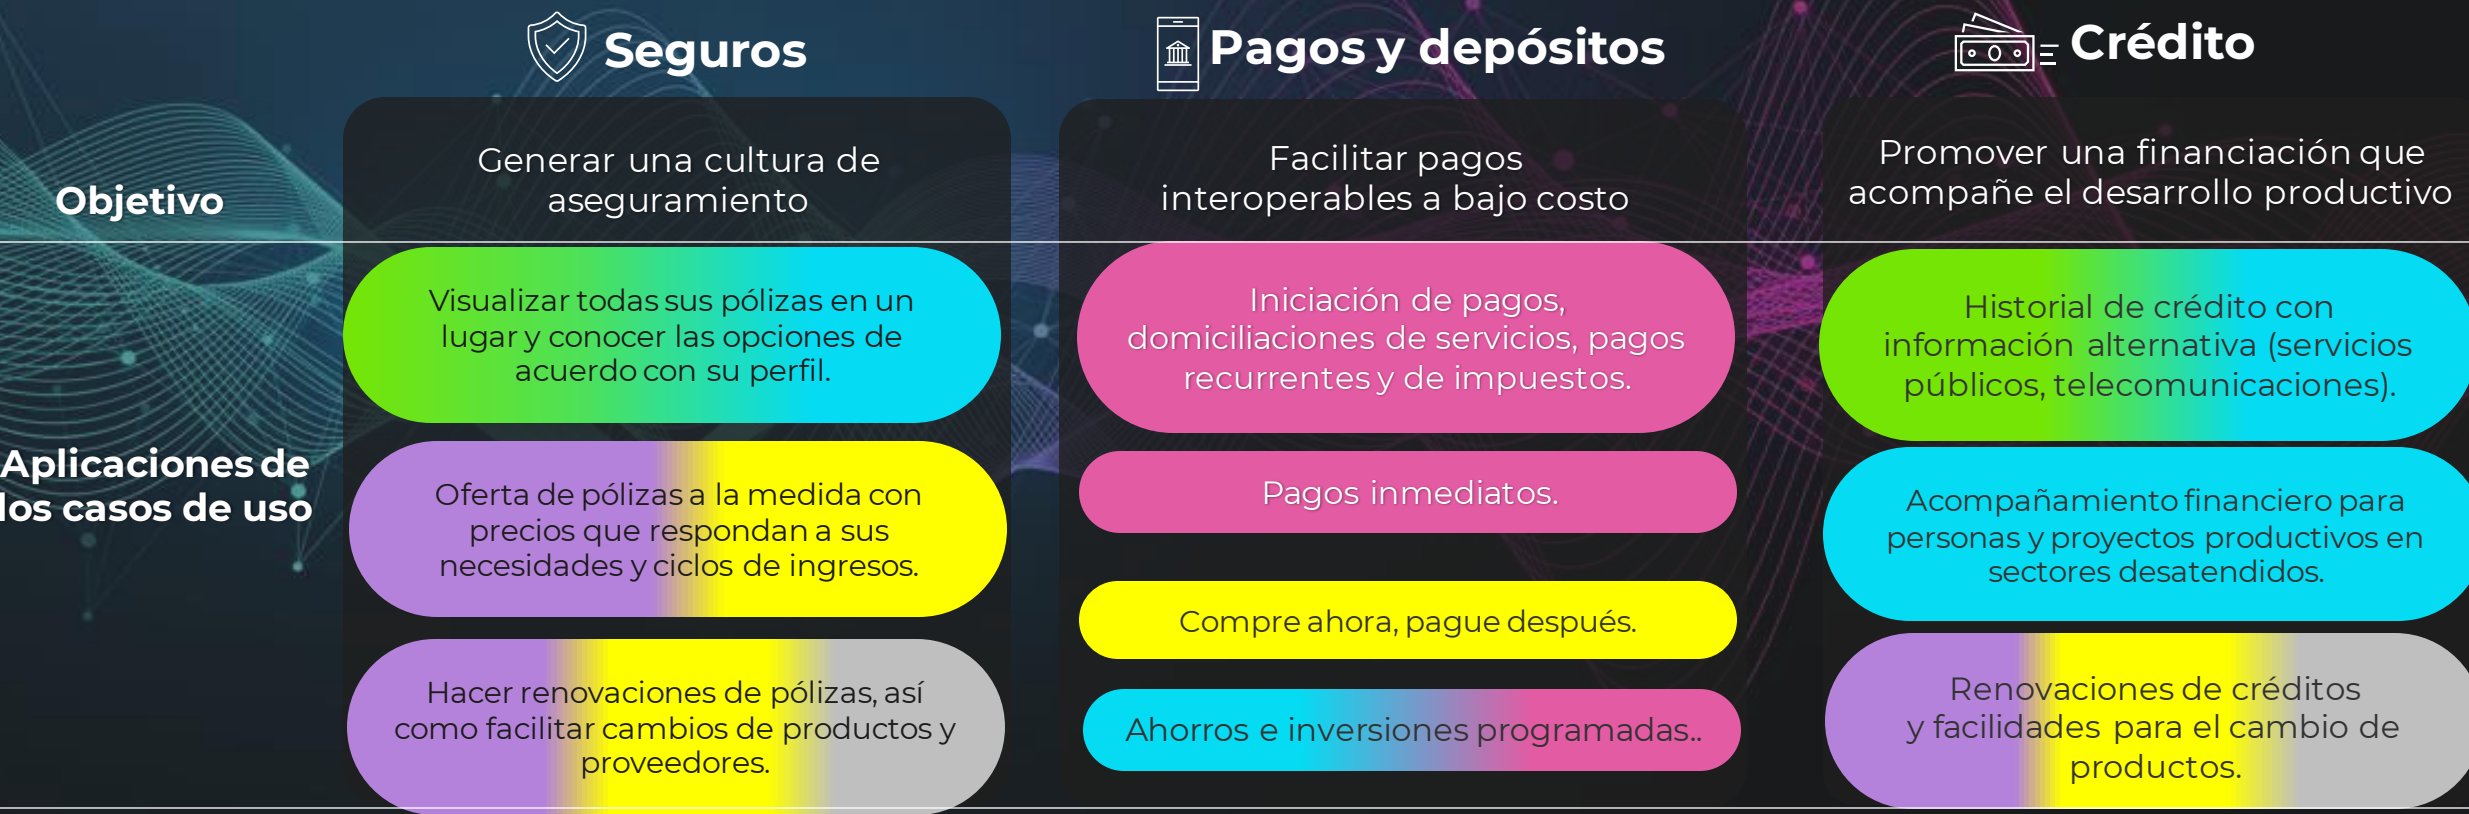 Seguros
Pagos y depósitos
Crédito
Objetivo
Generar una cultura de
aseguramiento
Facilitar pagos
interoperables a bajo costo
Promover una financiación que
acompañe el desarrollo productivo
Aplicaciones de
los casos de uso
Visualizar todas sus pólizas en un
lugar y conocer las opciones de
acuerdo con su perfil.
Oferta de pólizas a la medida con
precios que respondan a sus
necesidades y ciclos de ingresos.
Hacer renovaciones de pólizas, así
como facilitar cambios de productos y
proveedores.
Iniciación de pagos,
domiciliaciones de servicios, pagos
recurrentes y de impuestos.
Pagos inmediatos.
Compre ahora, pague después.
Ahorros e inversiones programadas..
Historial de crédito con
información alternativa (servicios
públicos, telecomunicaciones).
Acompañamiento financiero para
personas y proyectos productivos en
sectores desatendidos.
Renovaciones de créditos
y facilidades para el cambio de
productos.